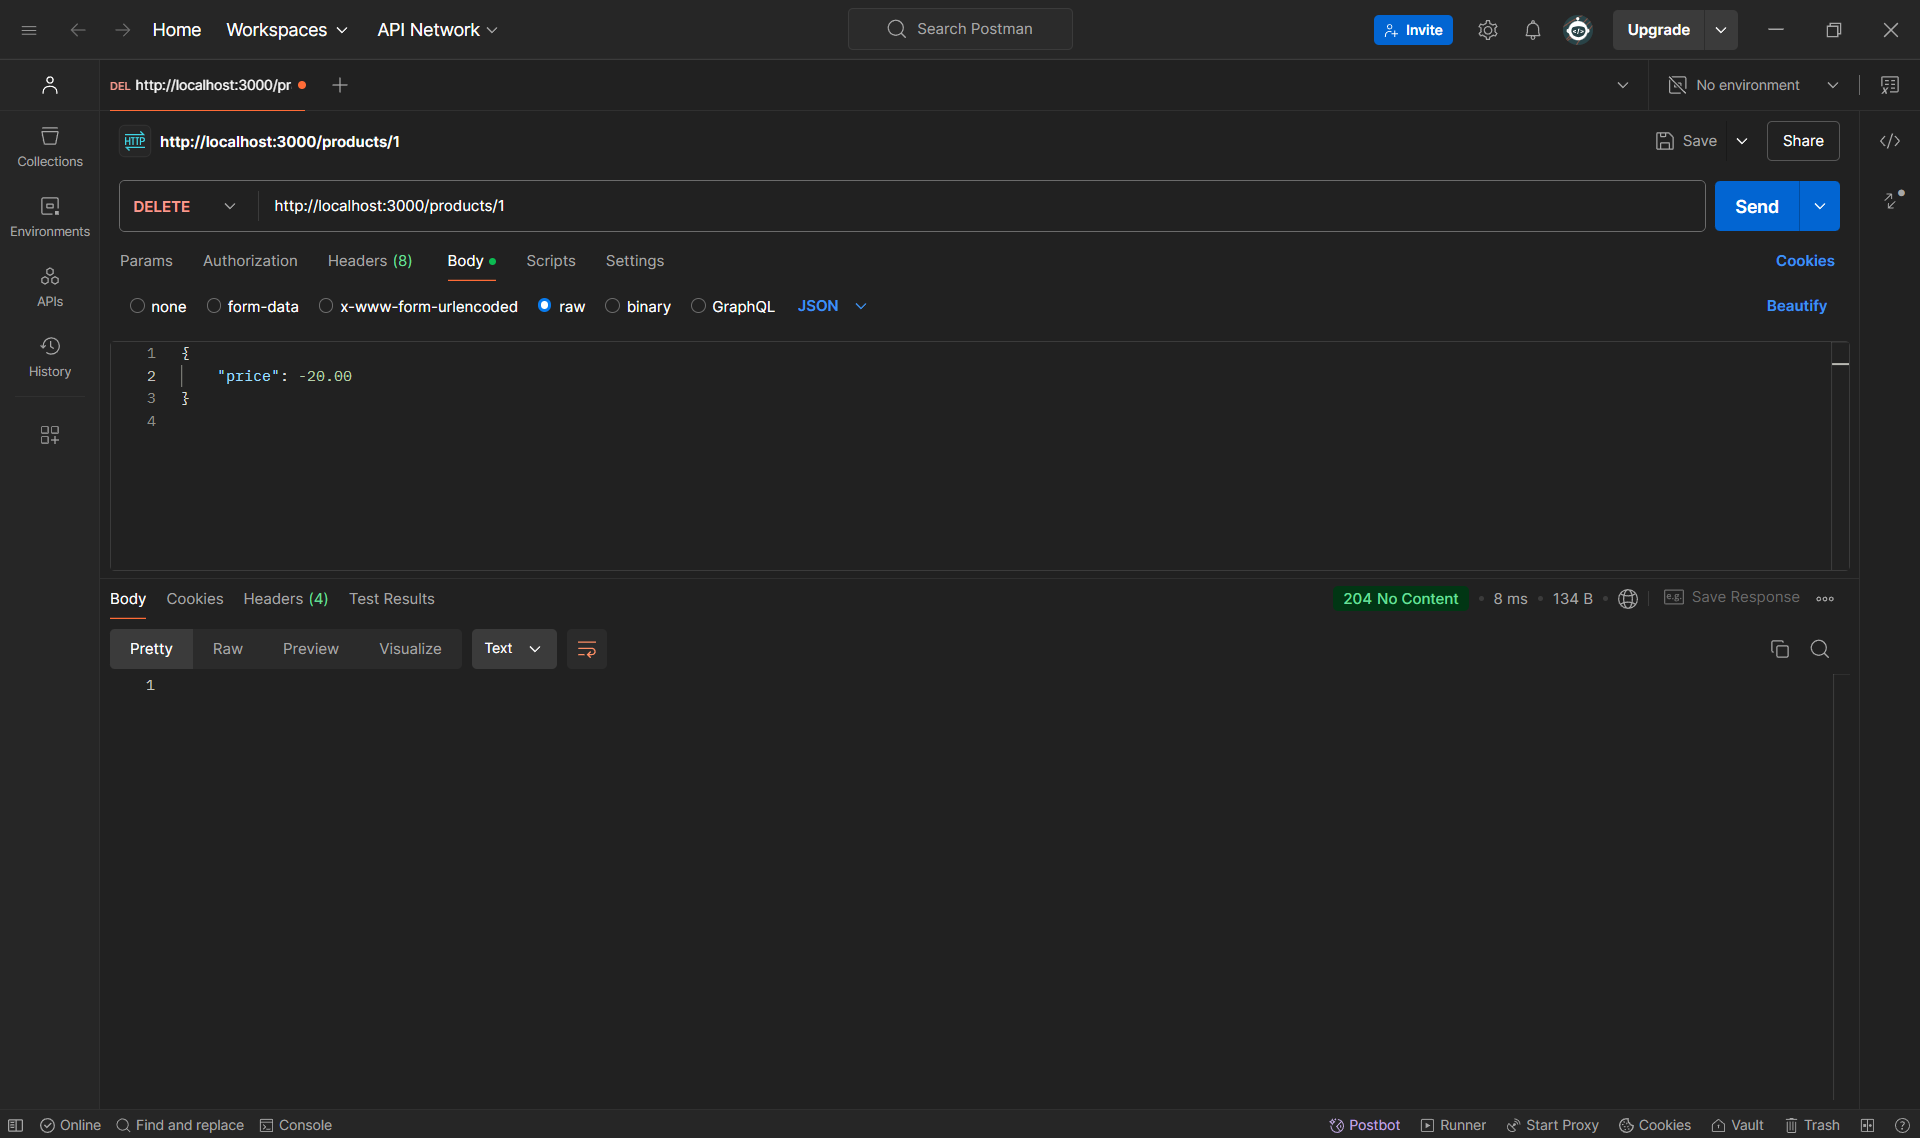 Home Workspaces API Network Search Postman Invite Upgrade
DEL http://localhost:3000/pr No environment
HTTP http://localhost:3000/products/1 Save Share
DELETE http://localhost:3000/products/1 Send
Params Authorization Headers (8) Body Scripts Settings Cookies
none form-data x-www-form-urlencoded raw binary GraphQL JSON Beautify
Collections
Environments
APIs
History
1 {
2 "price": -20.00
3 }
4
Body Cookies Headers (4) Test Results 204 No Content 8 ms 134 B e.g. Save Response
Pretty Raw Preview Visualize Text
1
Online Find and replace Console Postbot Runner Start Proxy Cookies Vault Trash